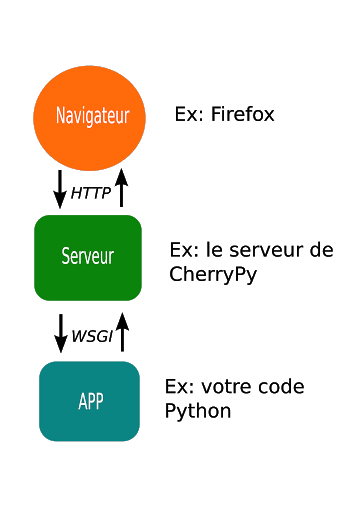 Navigateur
Ex: Firefox
HTTP
Serveur
Ex: le serveur de
CherryPy
WSGI
APP
Ex: votre code
Python